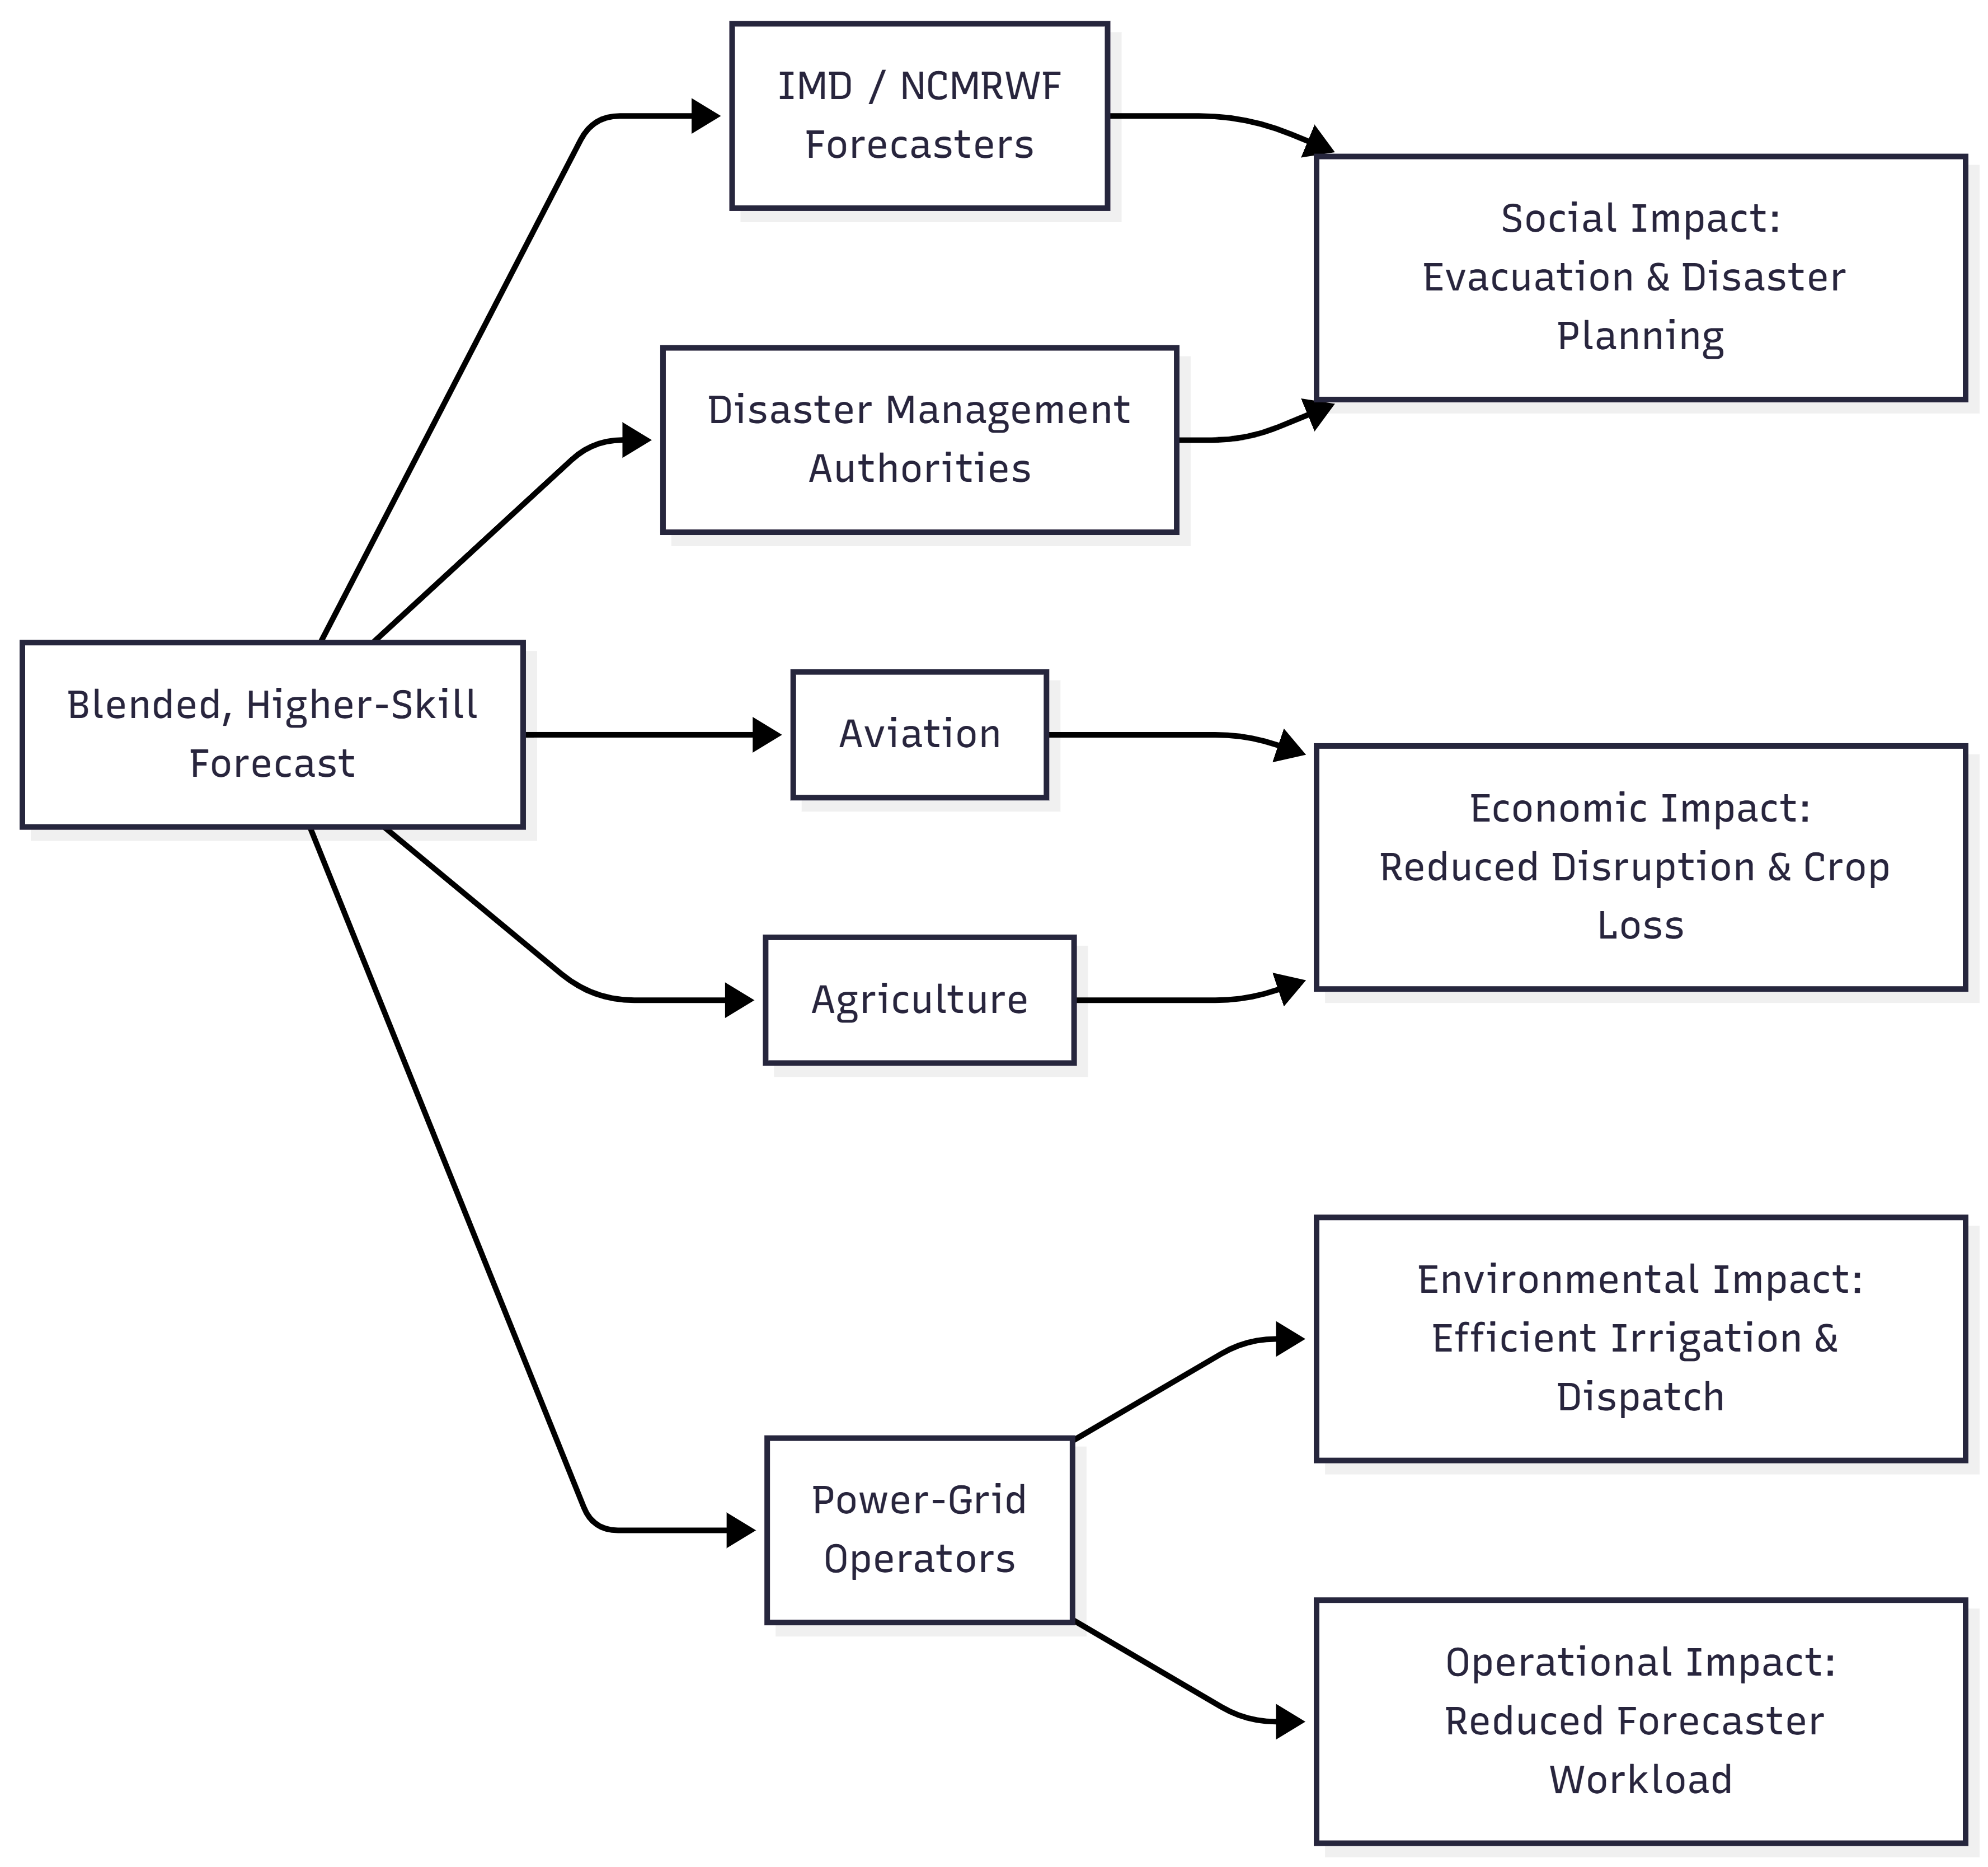 IMD / NCMRWF
Forecasters
Social Impact:
Evacuation & Disaster
Planning
Disaster Management
Authorities
Blended, Higher-Skill
Forecast
Aviation
Economic Impact:
Reduced Disruption & Crop
Loss
Agriculture
Environmental Impact:
Efficient Irrigation &
Dispatch
Power-Grid
Operators
Operational Impact:
Reduced Forecaster
Workload